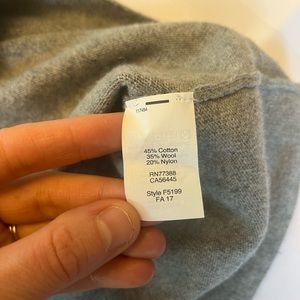 45% Cotton
35% Wool
20% Nylon
RN77388
CA56445
Style F5199
FA 17